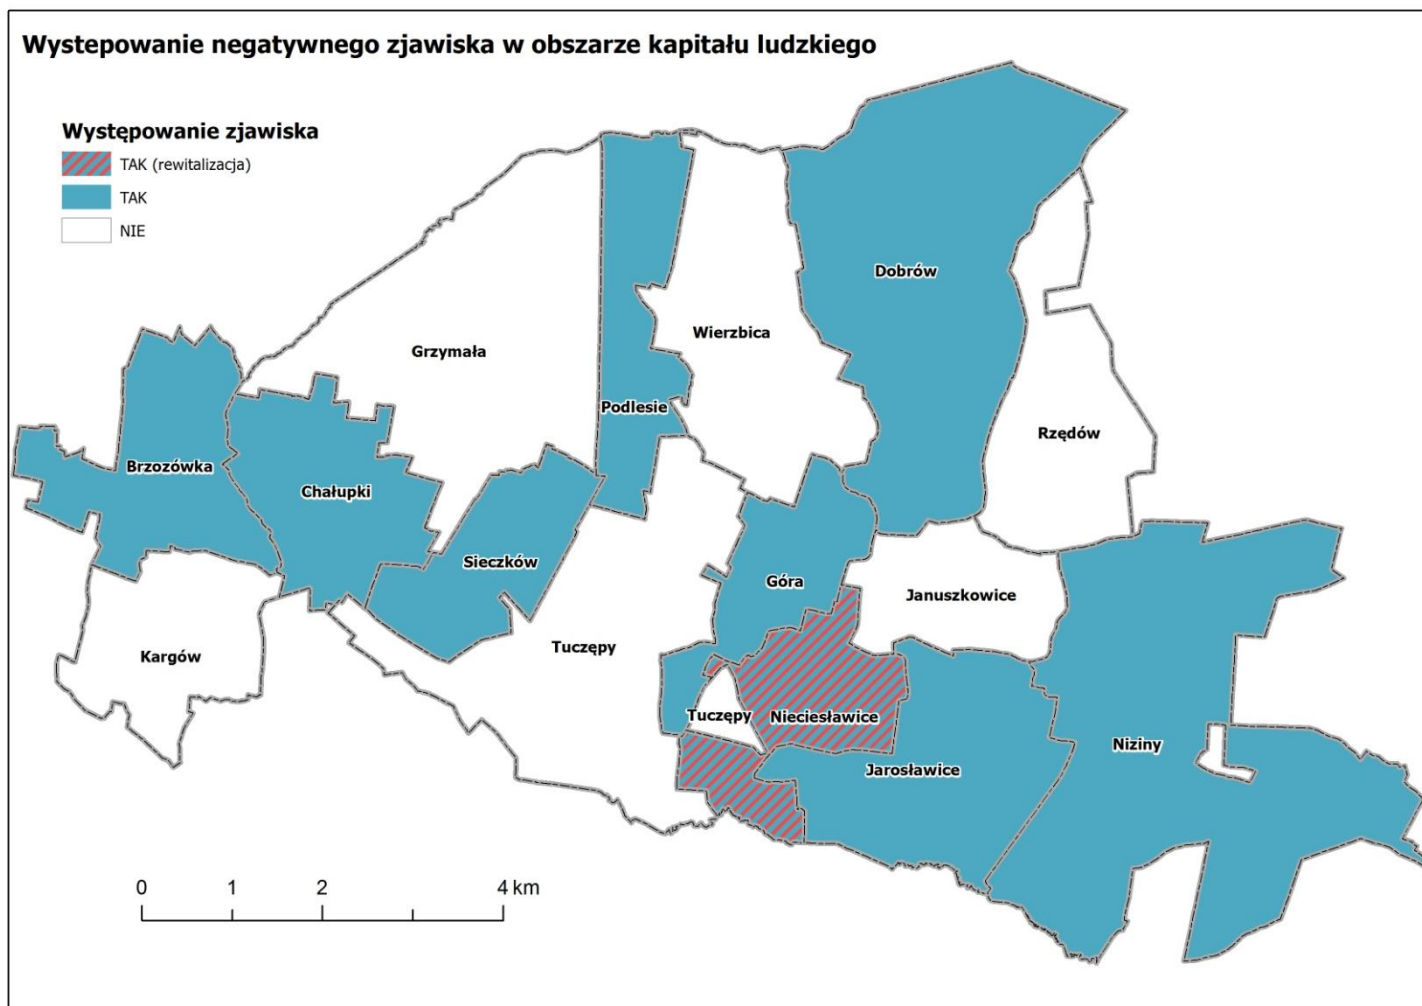 Wystepowanie negatywnego zjawiska w obszarze kapitału ludzkiego
Występowanie zjawiska
TAK (rewitalizacja)
TAK
NIE
Dobrów
Wierzbica
Grzymała
Podlesie
Rzędów
Brzozówka
Chałupki
Sieczków
Góra
Januszkowice
Tuczępy
Kargów
Tuczępy
Nieciesławice
Niziny
Jarosławice
0 1 2 4 km